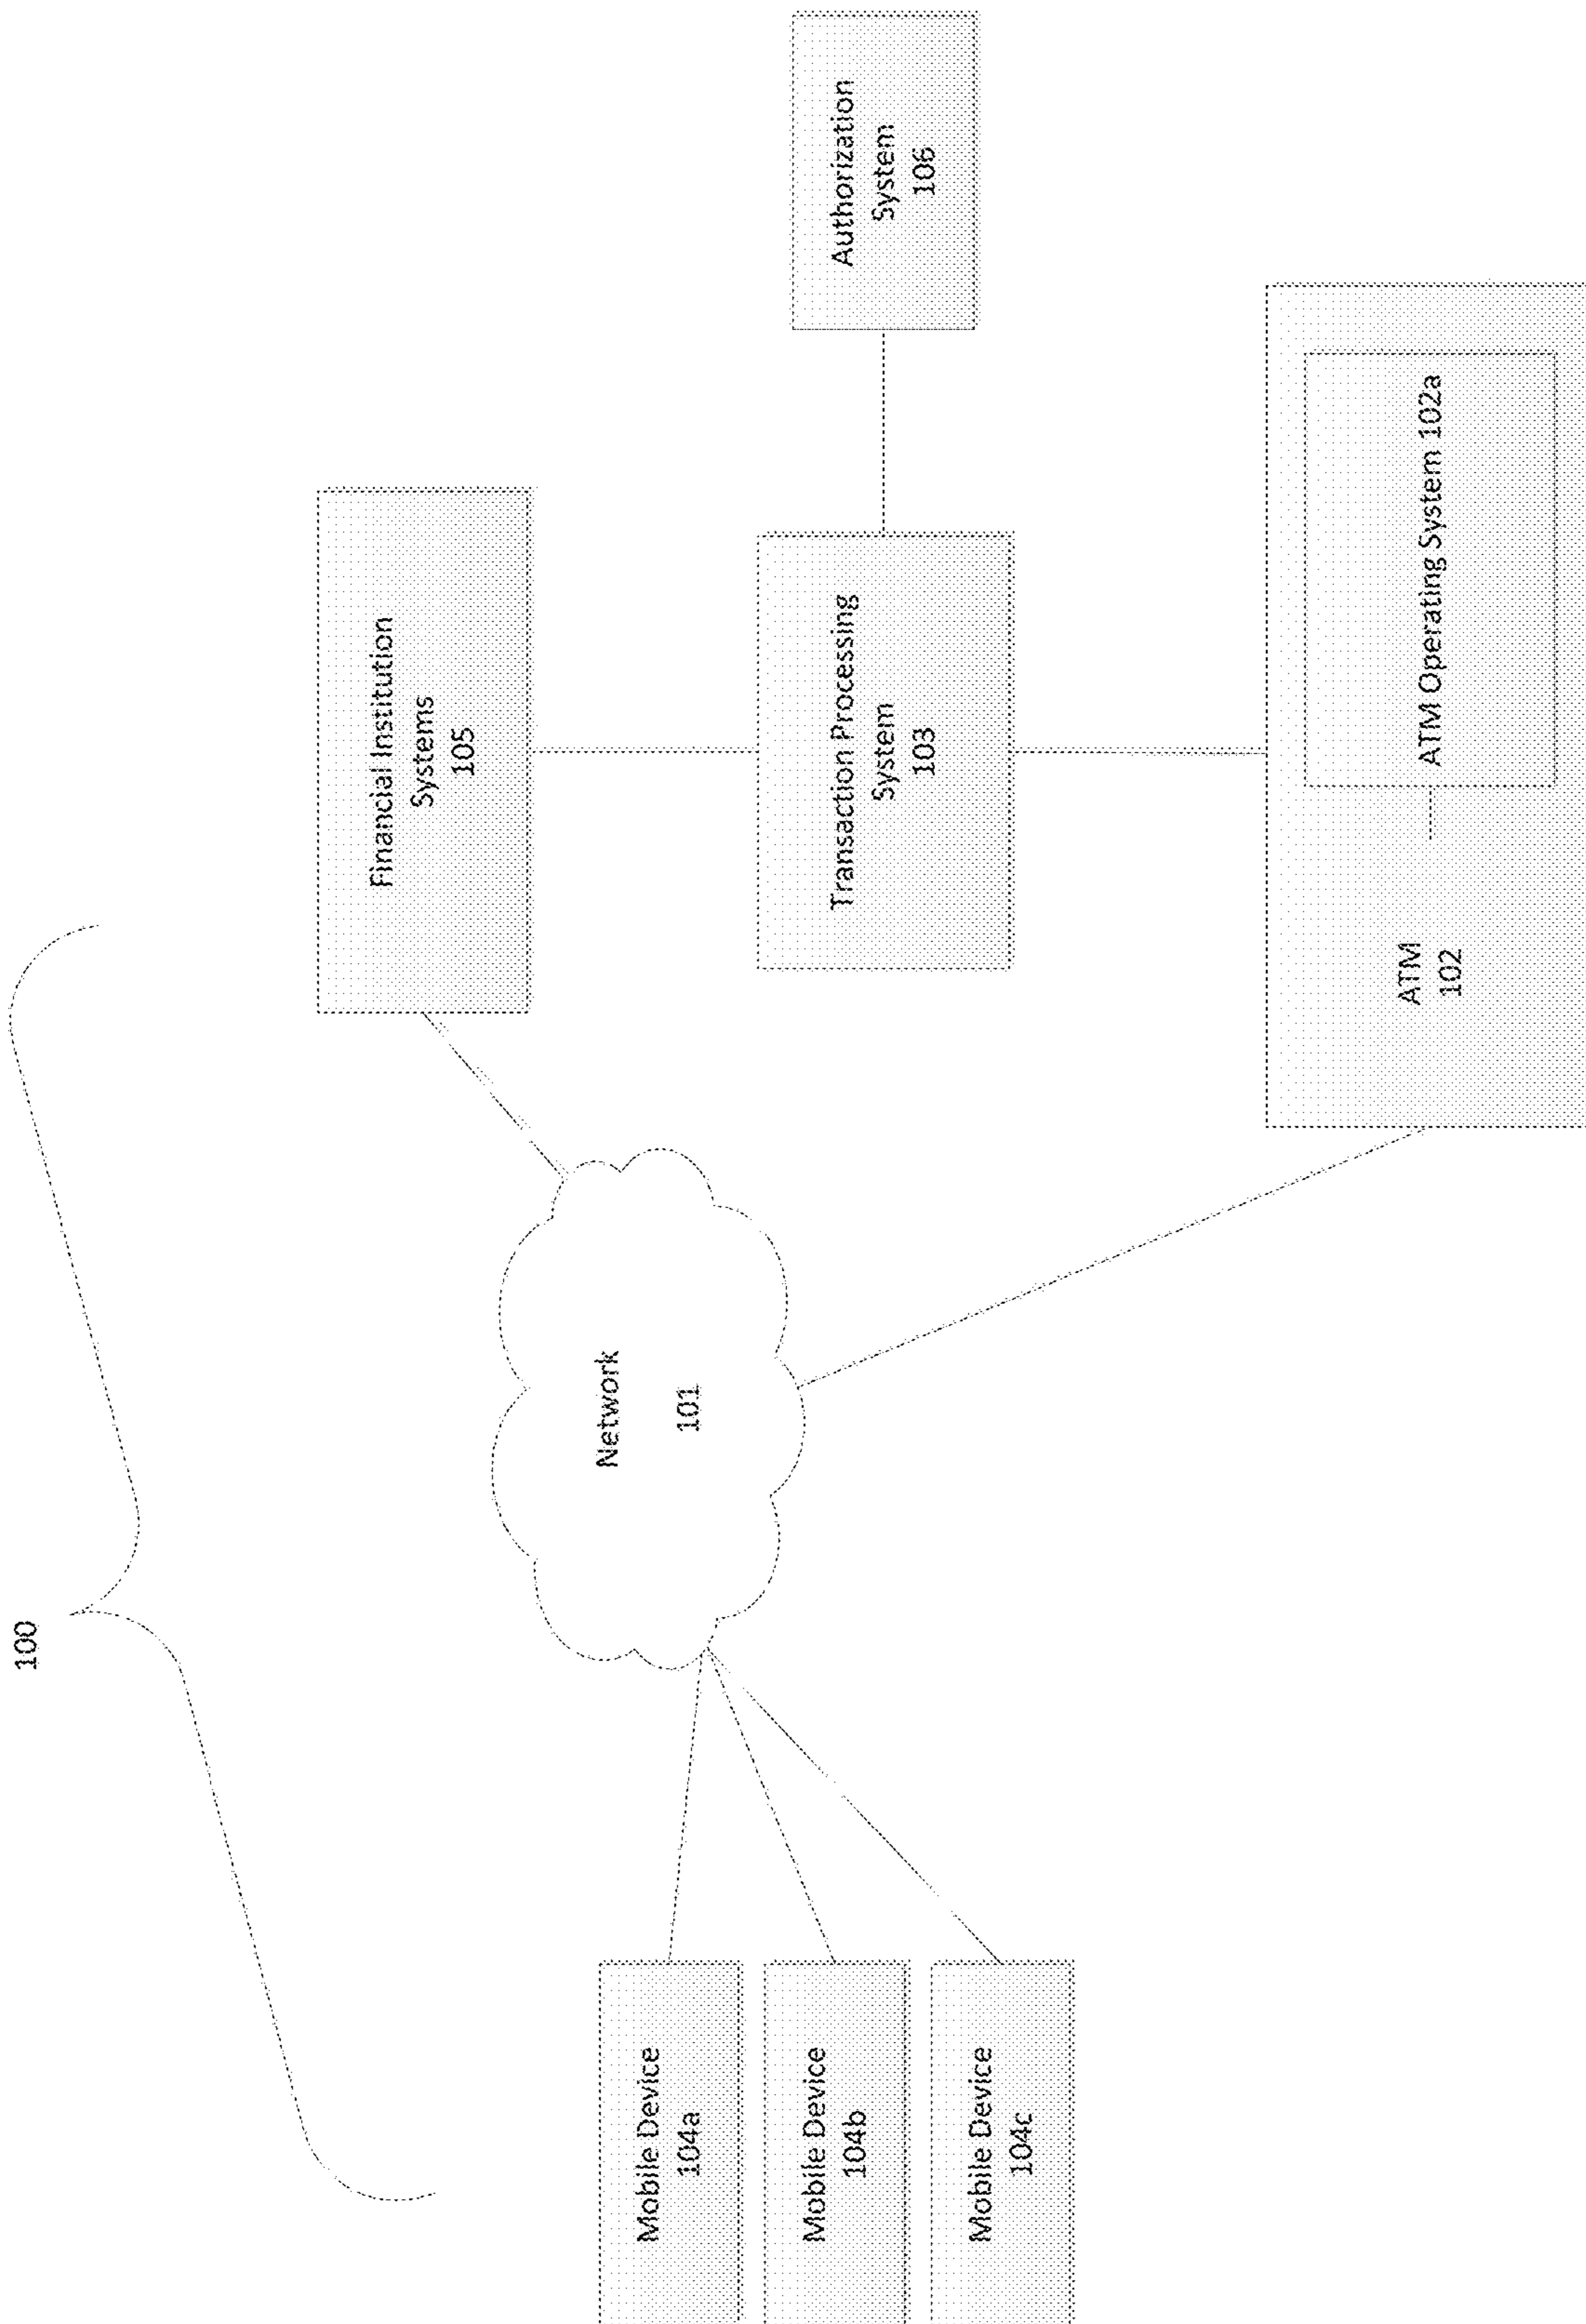 100
Mobile Device
104a
Mobile Device
104b
Mobile Device
104c
Network
101
Financial Institution
Systems
105
Transaction Processing
System
103
Authorization
System
106
ATM
102
ATM Operating System 102a